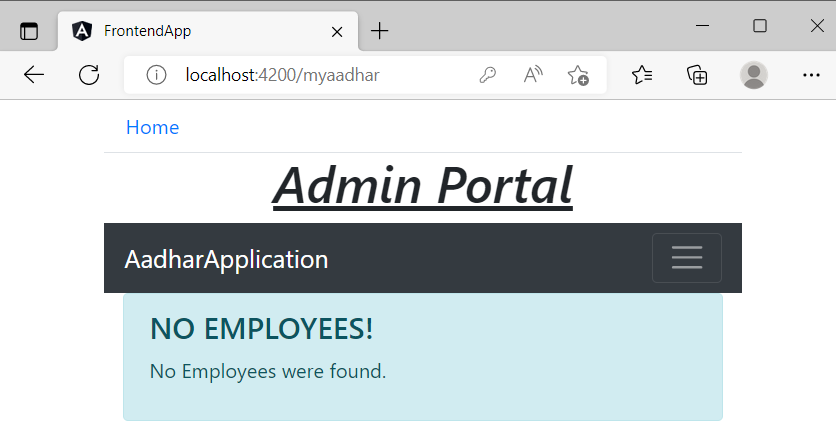 FrontendApp
localhost:4200/myaadhar
Home
Admin Portal
AadharApplication
NO EMPLOYEES!
No Employees were found.